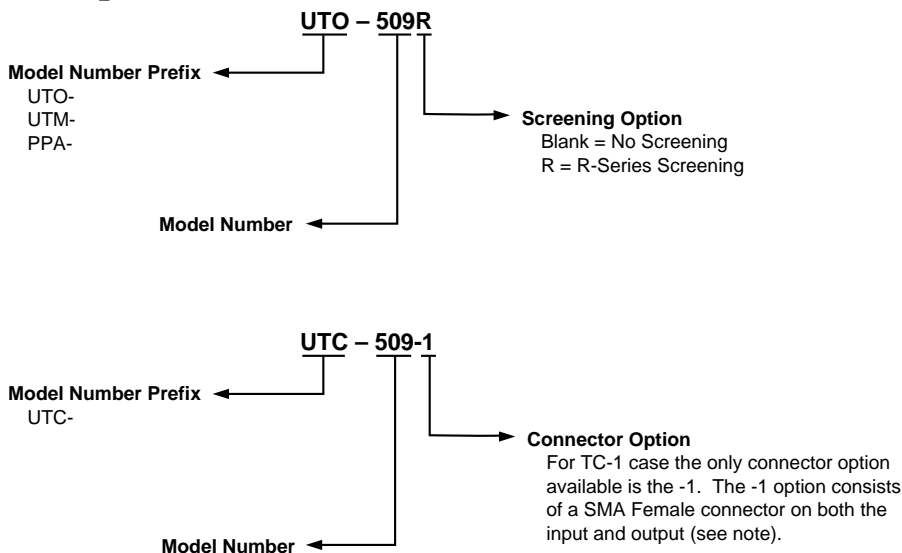 UTO – 509R
Model Number Prefix
UTO-
UTM-
PPA-
Screening Option
Blank = No Screening
R = R-Series Screening
Model Number
UTC – 509-1
Model Number Prefix
UTC-
Connector Option
For TC-1 case the only connector option
available is the -1.  The -1 option consists
of a SMA Female connector on both the
input and output (see note).
Model Number